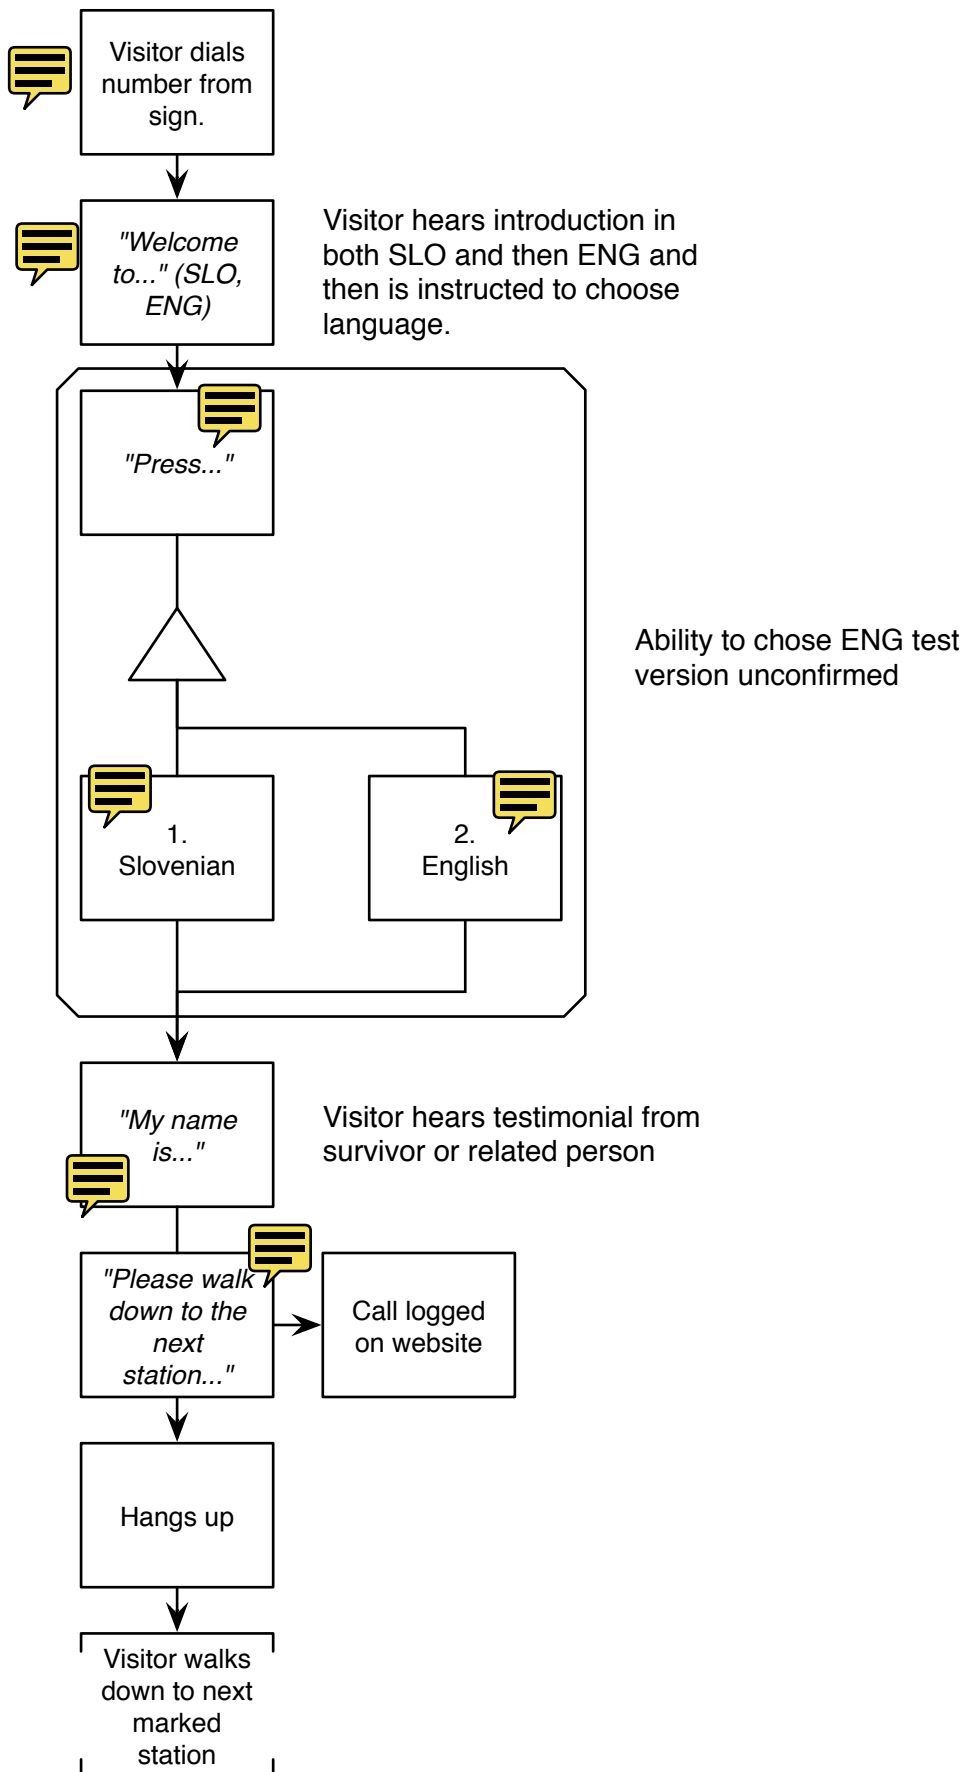 Visitor dials
number from
sign.
"Welcome
to..." (SLO,
ENG)
Visitor hears introduction in
both SLO and then ENG and
then is instructed to choose
language.
"Press..."
Ability to chose ENG test
version unconfirmed
1.
Slovenian
2.
English
"My name
is..."
Visitor hears testimonial from
survivor or related person
"Please walk
down to the
next
station..."
Call logged
on website
Hangs up
Visitor walks
down to next
marked
station